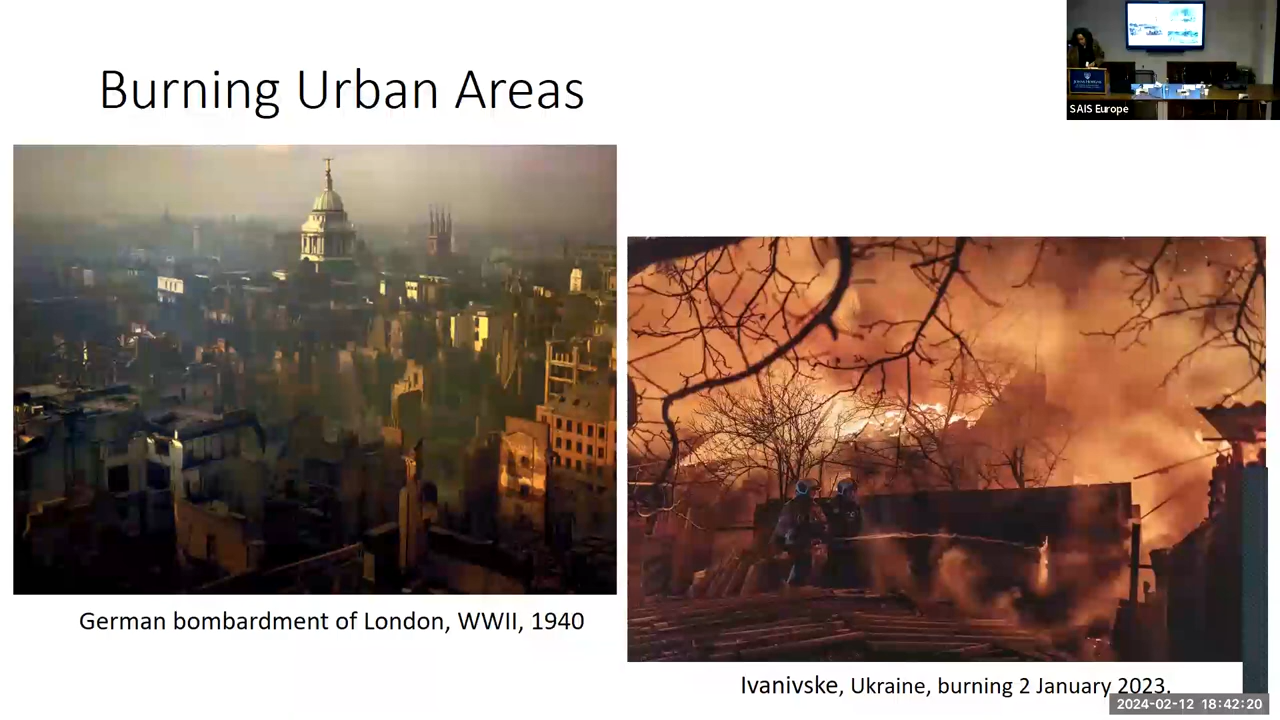 Burning Urban Areas
SAIS Europe
German bombardment of London, WWII, 1940
Ivanivske, Ukraine, burning 2 January 2023.
2024-02-12 18:42:20